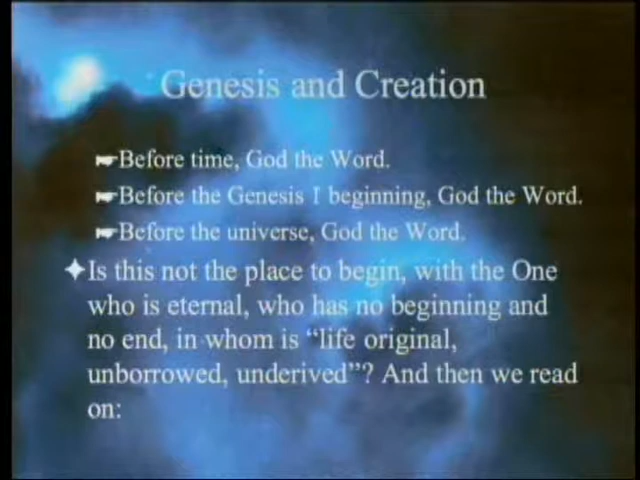 Genesis and Creation
Before time, God the Word.
Before the Genesis 1 beginning, God the Word.
Before the universe, God the Word.
Is this not the place to begin, with the One
who is eternal, who has no beginning and
no end, in whom is “life original,
unborrowed, underived”? And then we read
on: